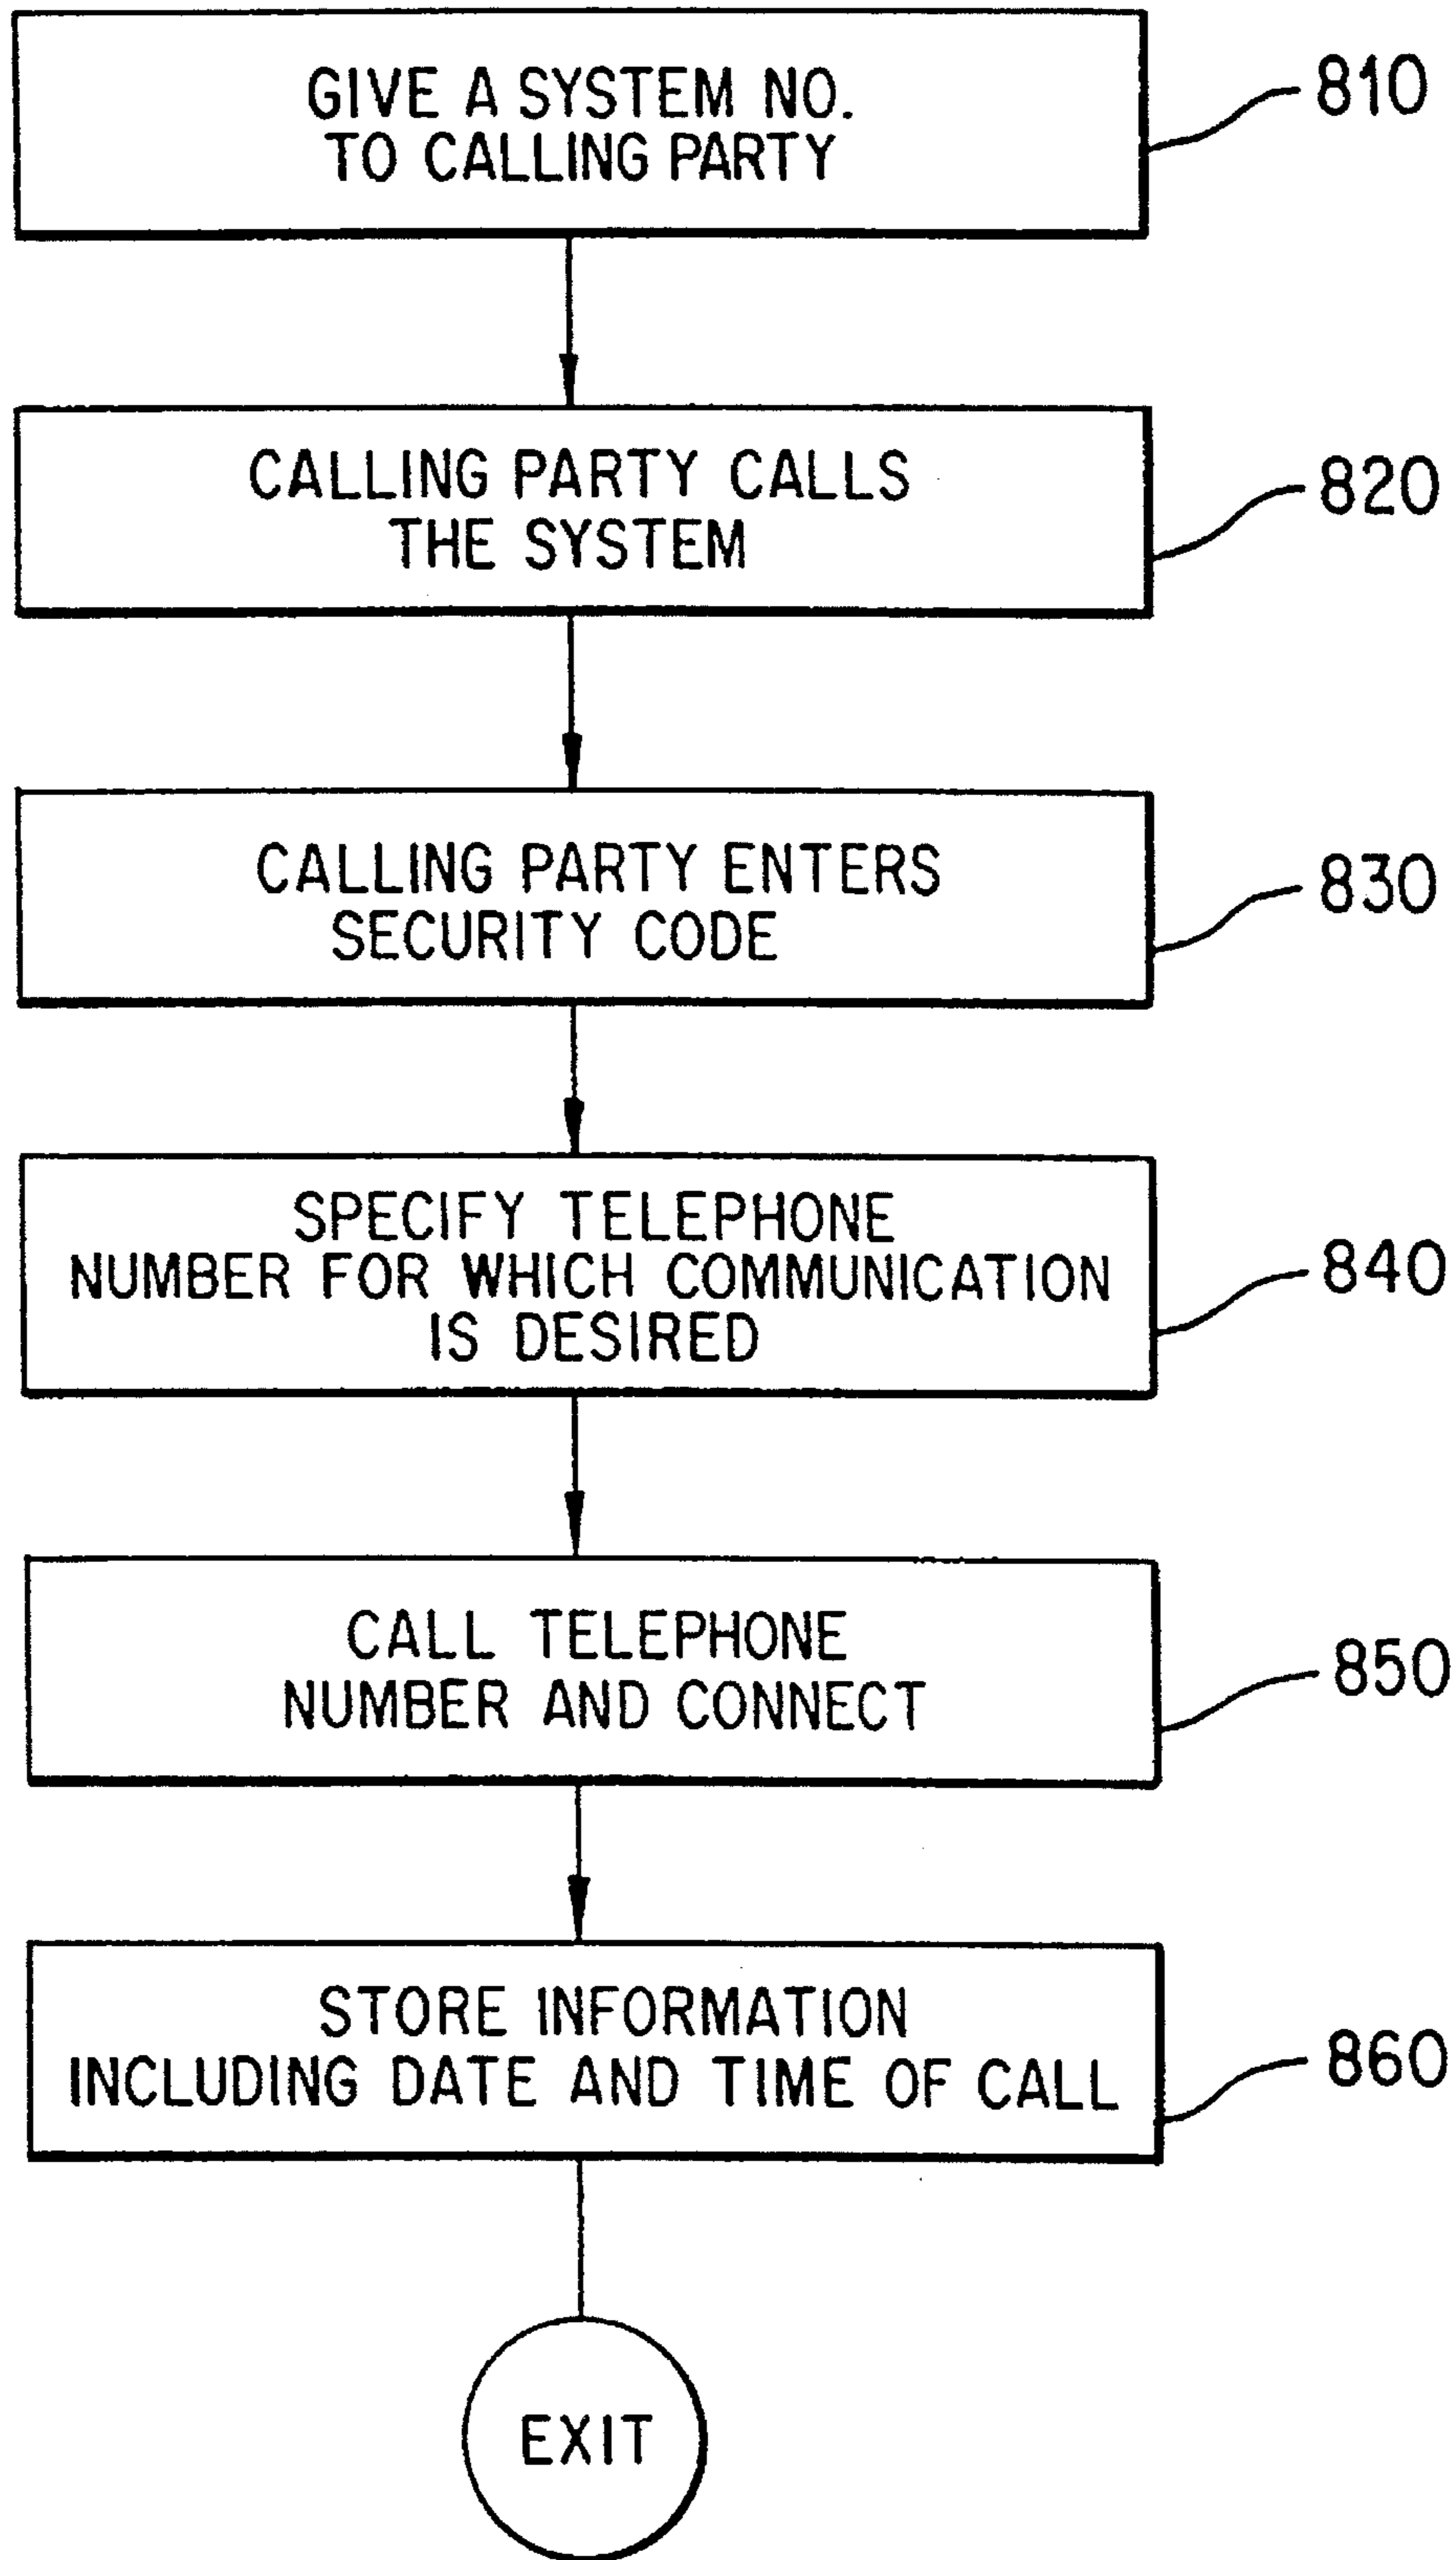 GIVE A SYSTEM NO.
TO CALLING PARTY
810
CALLING PARTY CALLS
THE SYSTEM
820
CALLING PARTY ENTERS
SECURITY CODE
830
SPECIFY TELEPHONE
NUMBER FOR WHICH COMMUNICATION
IS DESIRED
840
CALL TELEPHONE
NUMBER AND CONNECT
850
STORE INFORMATION
INCLUDING DATE AND TIME OF CALL
860
EXIT